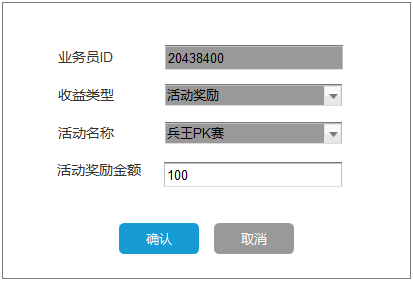 业务员ID 20438400
收益类型 活动奖励
活动名称 兵王PK赛
活动奖励金额 100
确认 取消